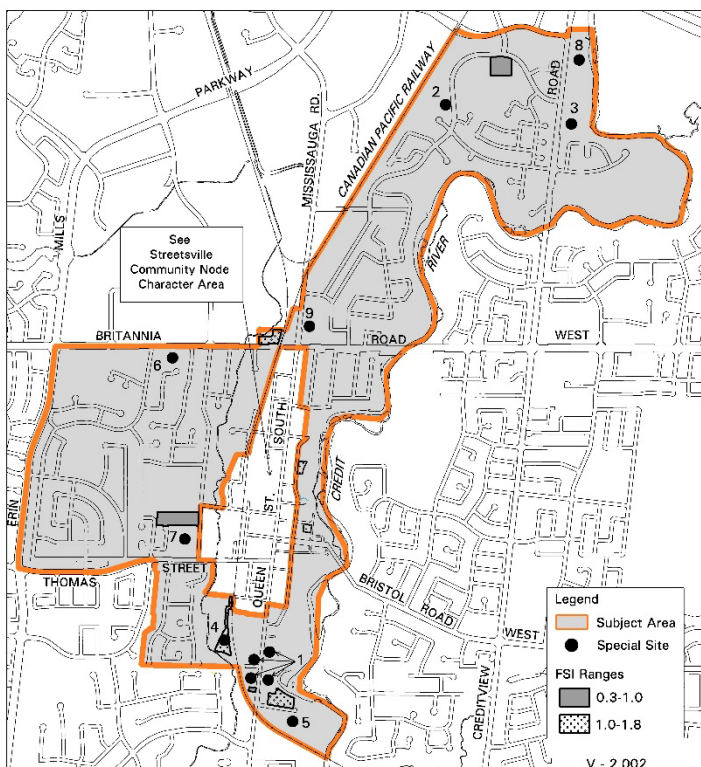 8
PARKWAY
MISSISSAUGA RD.
CANADIAN PACIFIC RAILWAY
2
ROAD
3
MILLS
See
Streetsville
Community Node
Character Area
RIVER
9
BRITANNIA
ROAD
WEST
6
SOUTH
ST.
CREDIT
ERIN
7
THOMAS
STREET
QUEEN
BRISTOL ROAD
WEST
4
1
5
CREDITVIEW
Legend
Subject Area
Special Site
FSI Ranges
0.3-1.0
1.0-1.8
V - 2.002